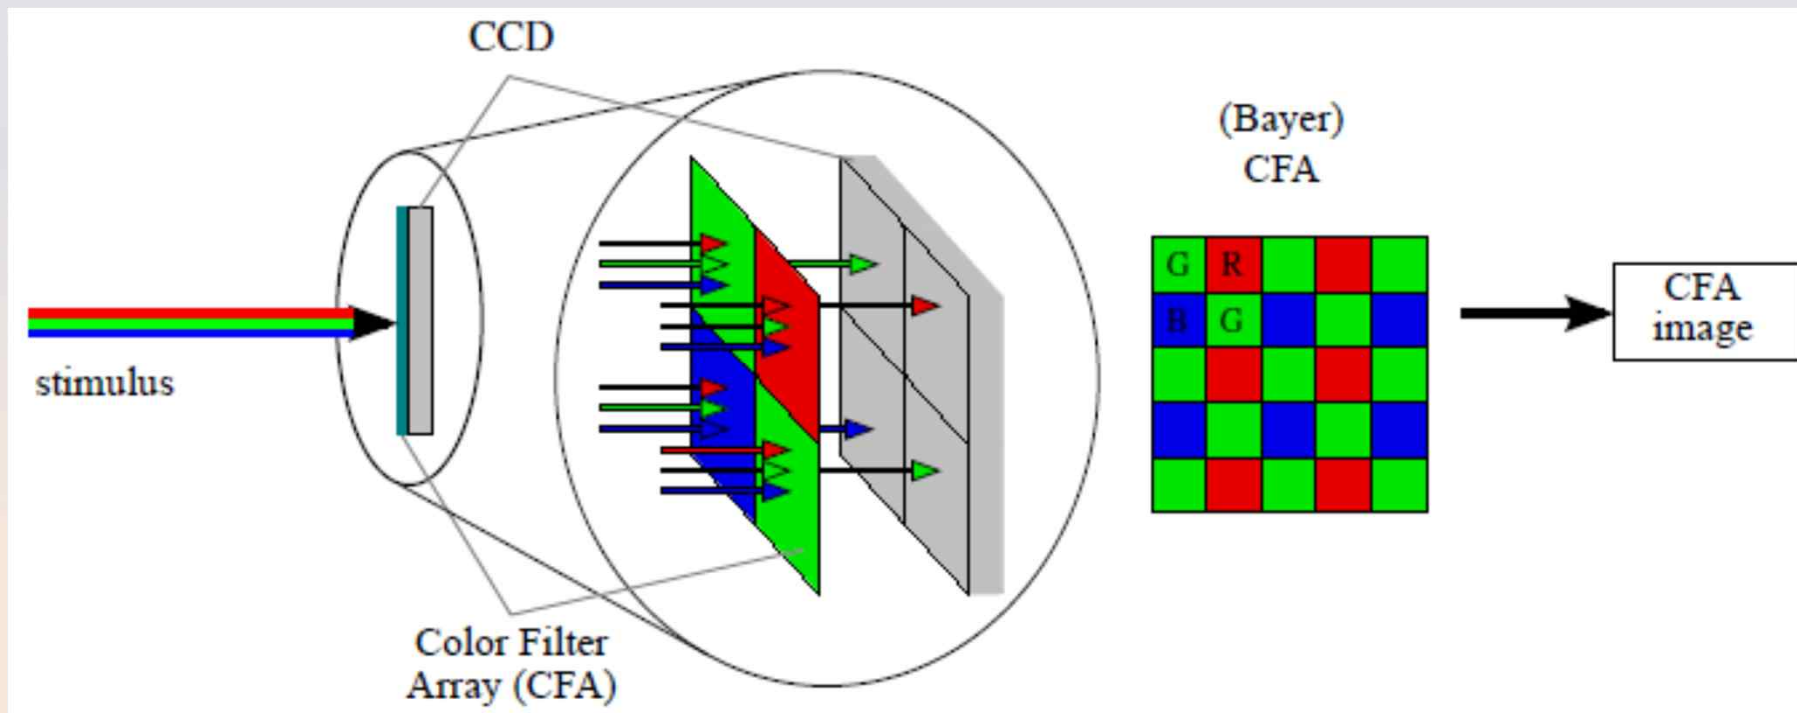 CCD
(Bayer)
CFA
G R
B G
CFA
image
stimulus
Color Filter
Array (CFA)